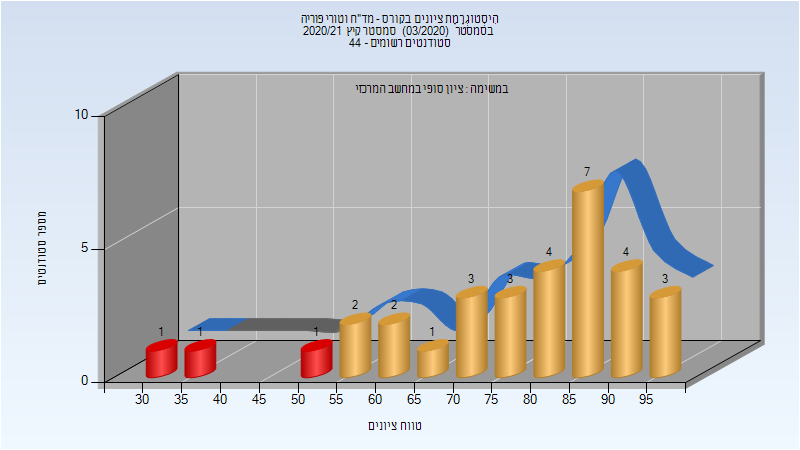 היסטוגרמת ציונים בקורס - מד"ח וטורי פוריה
בסמסטר (03/2020) סמסטר קיץ 2020/21
סטודנטים רשומים - 44
במשימה : ציון סופי במחשב המרכזי
מספר סטודנטים
10
5
0
1 1 1 2 2 1 3 3 4 7 4 3
30 35 40 45 50 55 60 65 70 75 80 85 90 95
טווח ציונים